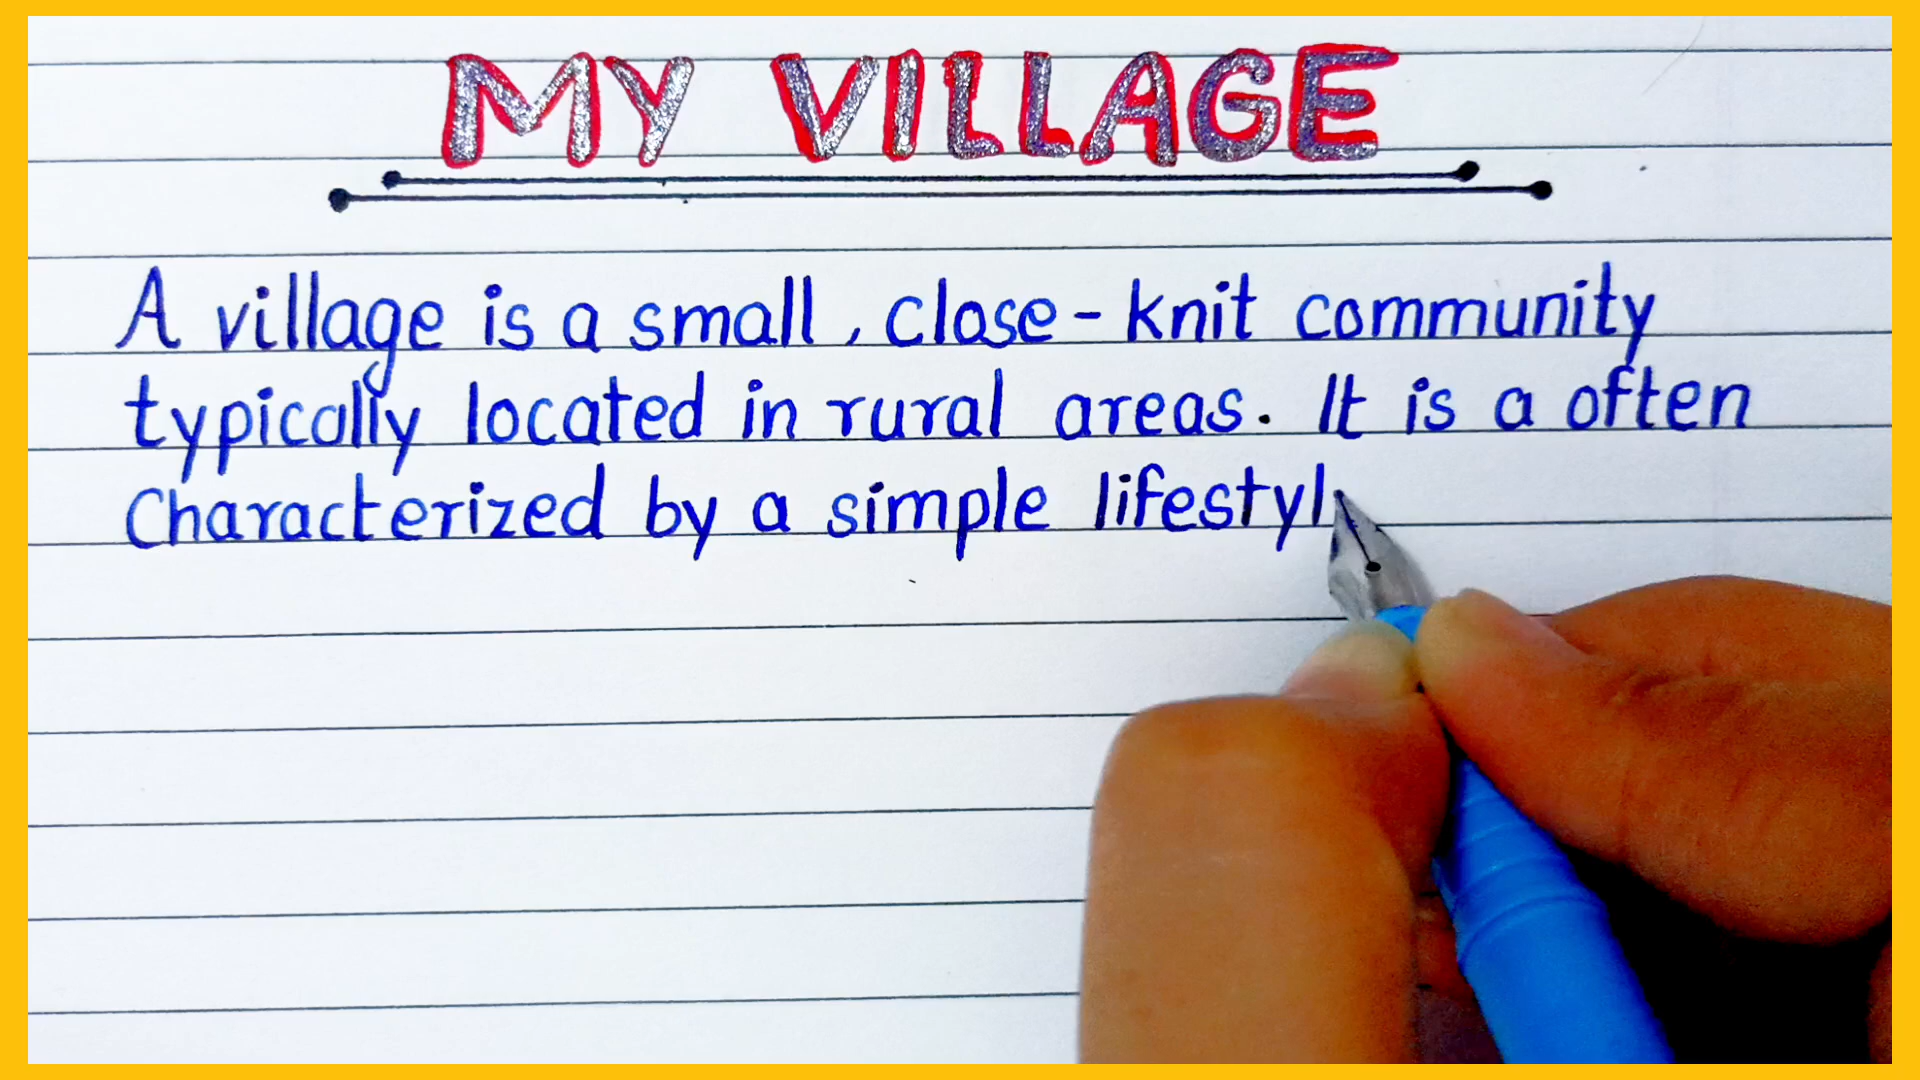 MY VILLAGE
A village is a small, close-knit community
typically located in rural areas. It is a often
Characterized by a simple lifestyl